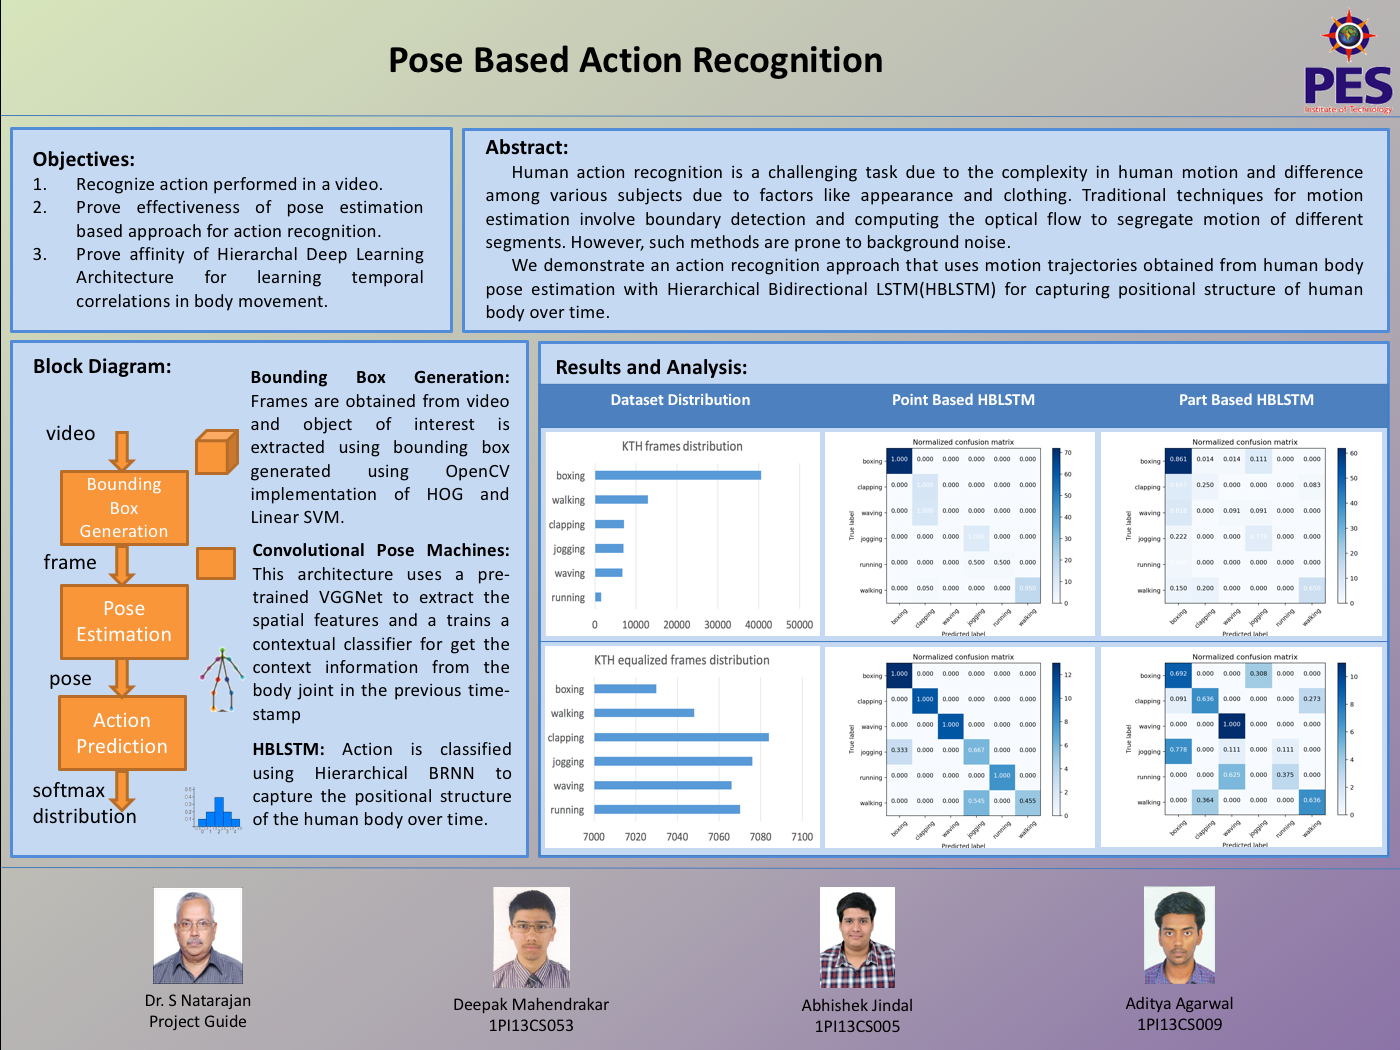 Pose Based Action Recognition
PES
Institute of Technology
Objectives:
1. Recognize action performed in a video.
2. Prove effectiveness of pose estimation
based approach for action recognition.
3. Prove affinity of Hierarchal Deep Learning
Architecture for learning temporal
correlations in body movement.
Abstract:
Human action recognition is a challenging task due to the complexity in human motion and difference
among various subjects due to factors like appearance and clothing. Traditional techniques for motion
estimation involve boundary detection and computing the optical flow to segregate motion of different
segments. However, such methods are prone to background noise.
We demonstrate an action recognition approach that uses motion trajectories obtained from human body
pose estimation with Hierarchical Bidirectional LSTM(HBLSTM) for capturing positional structure of human
body over time.
Block Diagram:
video
Bounding
Box
Generation
frame
Pose
Estimation
pose
Action
Prediction
softmax
distribution
Bounding Box Generation:
Frames are obtained from video
and object of interest is
extracted using bounding box
generated using OpenCV
implementation of HOG and
Linear SVM.
Convolutional Pose Machines:
This architecture uses a pre-
trained VGGNet to extract the
spatial features and a trains a
contextual classifier for get the
context information from the
body joint in the previous time-
stamp
HBLSTM: Action is classified
using Hierarchical BRNN to
capture the positional structure
of the human body over time.
Results and Analysis:
Dataset Distribution Point Based HBLSTM Part Based HBLSTM
KTH frames distribution
boxing
walking
clapping
jogging
waving
running
0 10000 20000 30000 40000 50000
Normalized confusion matrix
True label
boxing 1.000 0.000 0.000 0.000 0.000 0.000
clapping 0.000 1.000 0.000 0.000 0.000 0.000
waving 0.000 1.000 0.000 0.000 0.000 0.000
jogging 0.000 0.000 0.000 1.000 0.000 0.000
running 0.000 0.000 0.000 0.500 0.500 0.000
walking 0.000 0.050 0.000 0.000 0.000 0.950
boxing clapping waving jogging running walking
Predicted label
70
60
50
40
30
20
10
0
Normalized confusion matrix
True label
boxing 0.861 0.014 0.014 0.111 0.000 0.000
clapping 0.250 0.000 0.000 0.000 0.083
waving 0.000 0.091 0.091 0.000 0.000
jogging 0.222 0.000 0.000 0.000 0.000
running 0.000 0.000 0.000 0.000 0.000
walking 0.150 0.200 0.000 0.000 0.000
boxing clapping waving jogging running walking
Predicted label
60
50
40
30
20
10
0
KTH equalized frames distribution
boxing
walking
clapping
jogging
waving
running
7000 7020 7040 7060 7080 7100
Normalized confusion matrix
True label
boxing 1.000 0.000 0.000 0.000 0.000 0.000
clapping 0.000 1.000 0.000 0.000 0.000 0.000
waving 0.000 0.000 1.000 0.000 0.000 0.000
jogging 0.333 0.000 0.000 0.667 0.000 0.000
running 0.000 0.000 0.000 0.000 1.000 0.000
walking 0.000 0.000 0.000 0.545 0.000 0.455
boxing clapping waving jogging running walking
Predicted label
12
10
8
6
4
2
0
Normalized confusion matrix
True label
boxing 0.692 0.000 0.000 0.308 0.000 0.000
clapping 0.091 0.636 0.000 0.000 0.000 0.273
waving 0.000 0.000 1.000 0.000 0.000 0.000
jogging 0.778 0.000 0.111 0.000 0.111 0.000
running 0.000 0.000 0.625 0.000 0.375 0.000
walking 0.000 0.364 0.000 0.000 0.000 0.636
boxing clapping waving jogging running walking
Predicted label
10
8
6
4
2
0
Dr. S Natarajan
Project Guide
Deepak Mahendrakar
1PI13CS053
Abhishek Jindal
1PI13CS005
Aditya Agarwal
1PI13CS009